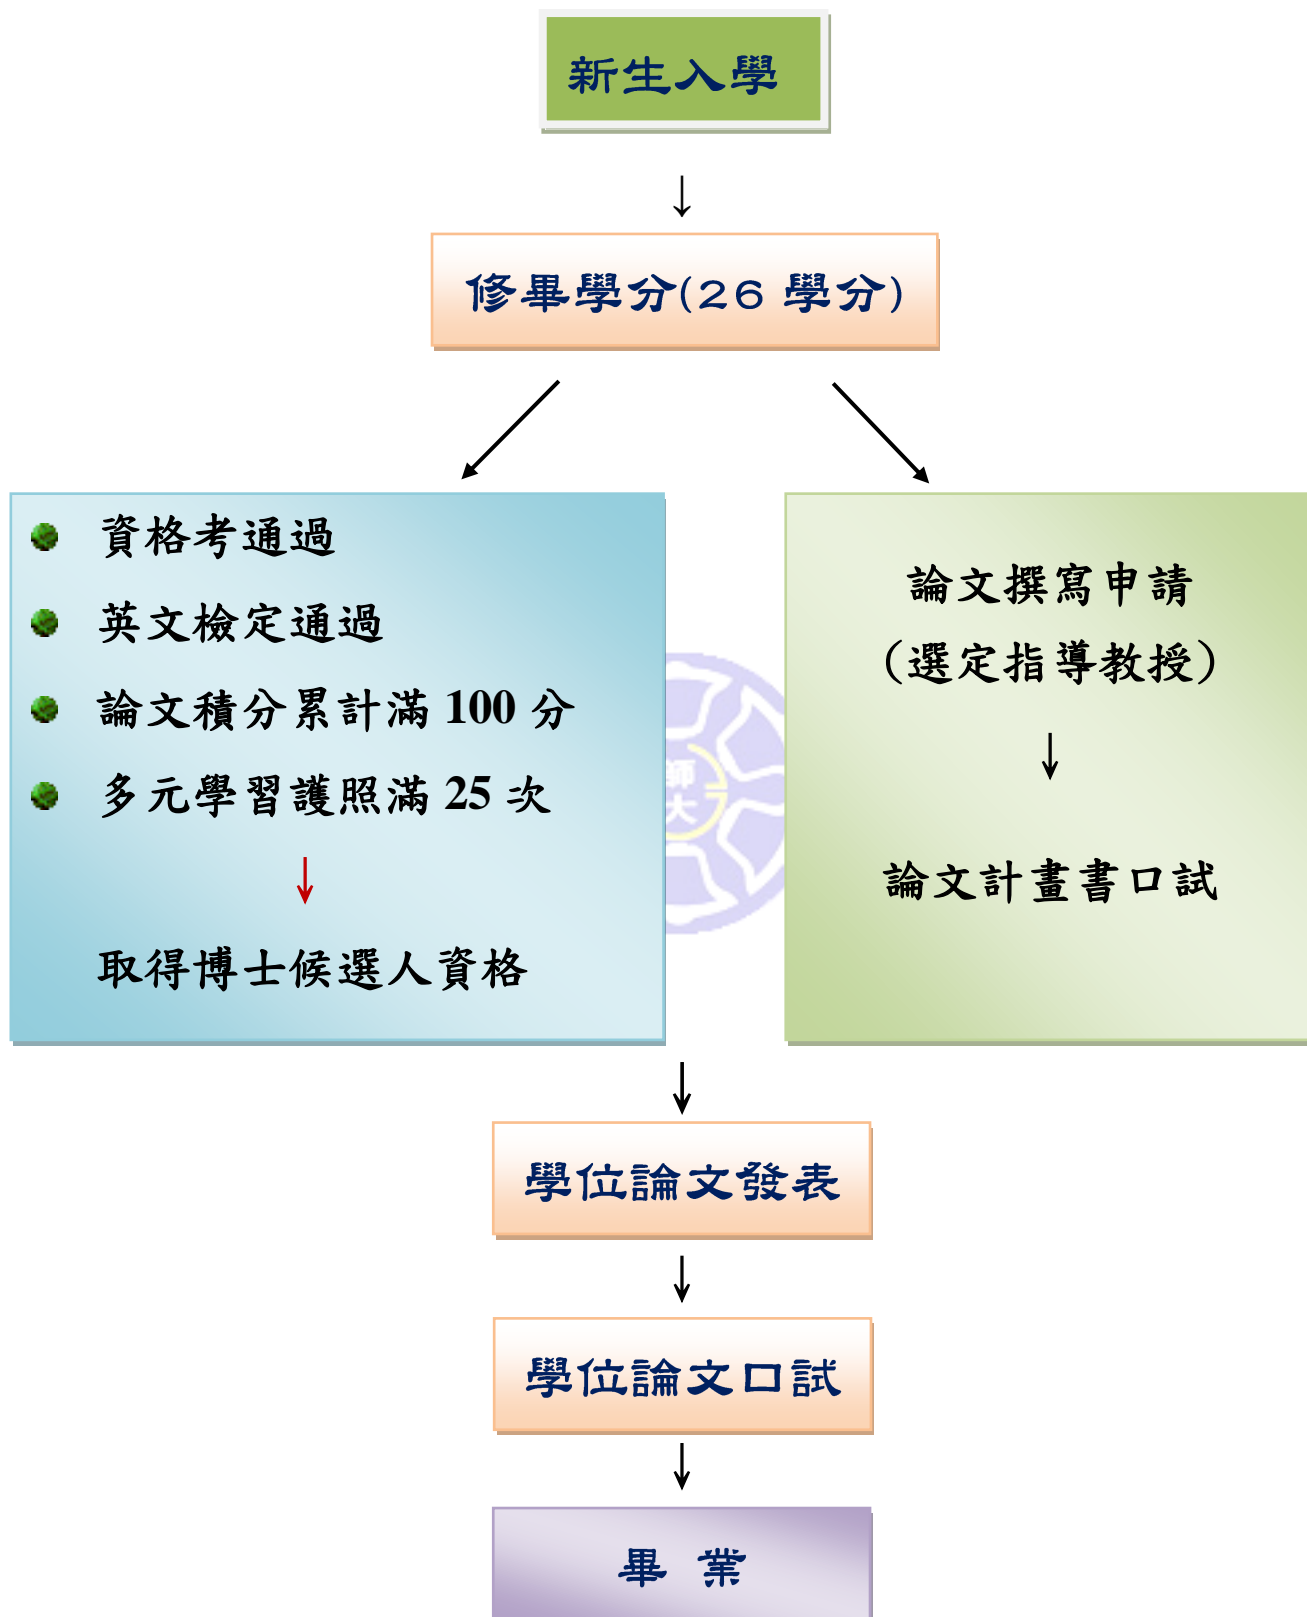 新生入學
↓
修畢學分(26 學分)
資格考通過
英文檢定通過
論文積分累計滿 100 分
多元學習護照滿 25 次
↓
取得博士候選人資格
論文撰寫申請
(選定指導教授)
↓
論文計畫書口試
師
大
↓
學位論文發表
↓
學位論文口試
↓
畢 業